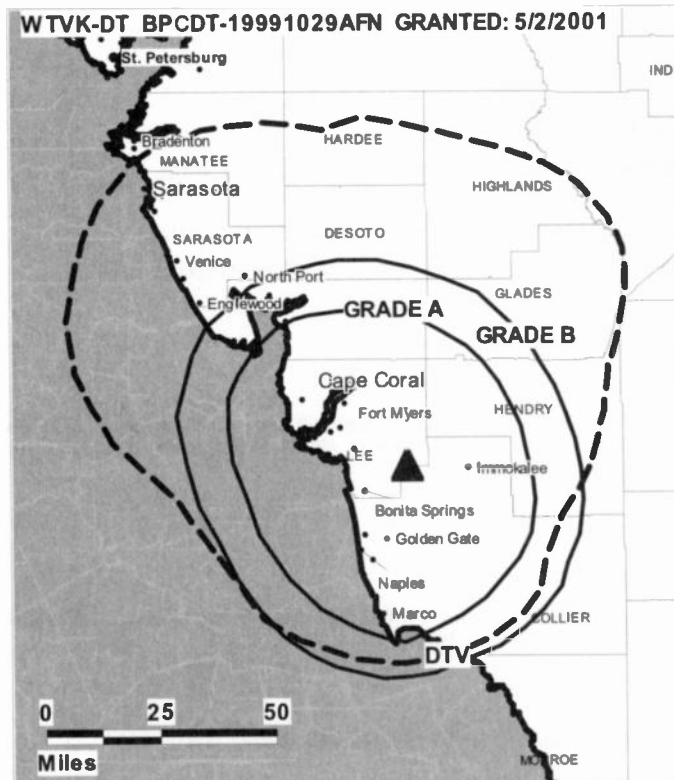 WTVK-DT BPCDT-19991029AFN GRANTED: 5/2/2001
St. Petersburg
IND
Bradenton
HARDEE
MANATEE
HIGHLANDS
Sarasota
DESOTO
SARASOTA
Venice
North Port
GLADES
Englewood
GRADE A
GRADE B
Cape Coral
Fort Myers
HENDRY
LEE
Immokalee
Bonita Springs
Golden Gate
Naples
Marco
COLLIER
DTV
0 25 50
Miles
MONROE